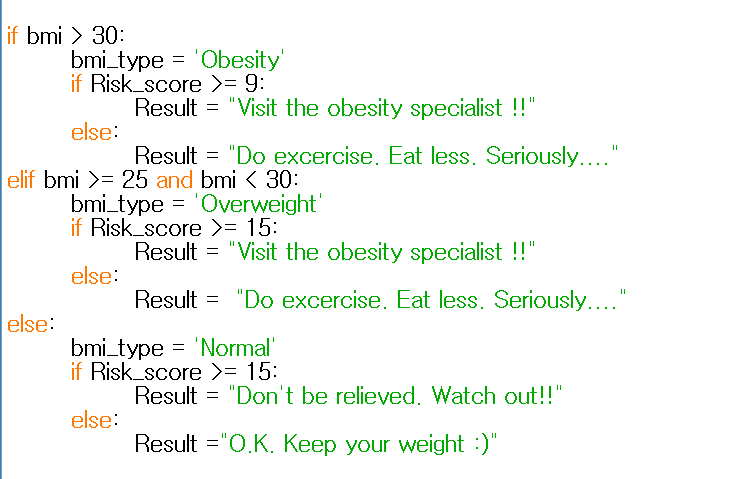 if bmi > 30:
bmi_type = 'Obesity'
if Risk_score >= 9:
Result = "Visit the obesity specialist !!"
else:
Result = "Do excercise. Eat less. Seriously...."
elif bmi >= 25 and bmi < 30:
bmi_type = 'Overweight'
if Risk_score >= 15:
Result = "Visit the obesity specialist !!"
else:
Result =  "Do excercise. Eat less. Seriously...."
else:
bmi_type = 'Normal'
if Risk_score >= 15:
Result = "Don't be relieved. Watch out!!"
else:
Result ="O.K. Keep your weight :)"